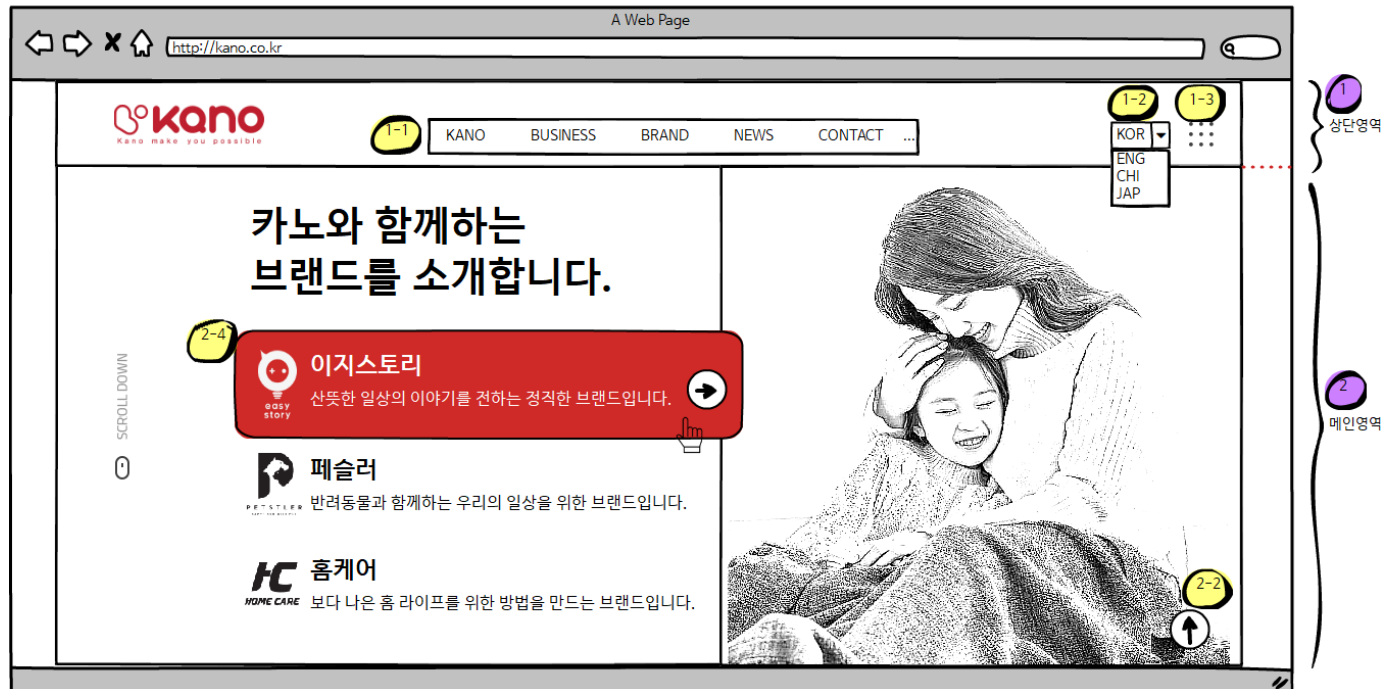 A Web Page
http://kano.co.kr
kano
Kano make you possible
1-1
KANO BUSINESS BRAND NEWS CONTACT ...
1-2
KOR
ENG
CHI
JAP
1-3
1
상단영역
카노와 함께하는
브랜드를 소개합니다.
2-4
easy
story
이지스토리
산뜻한 일상의 이야기를 전하는 정직한 브랜드입니다.
SCROLL DOWN
PETSTLER
페슬러
반려동물과 함께하는 우리의 일상을 위한 브랜드입니다.
HC
HOME CARE
홈케어
보다 나은 홈 라이프를 위한 방법을 만드는 브랜드입니다.
2-2
2
메인영역